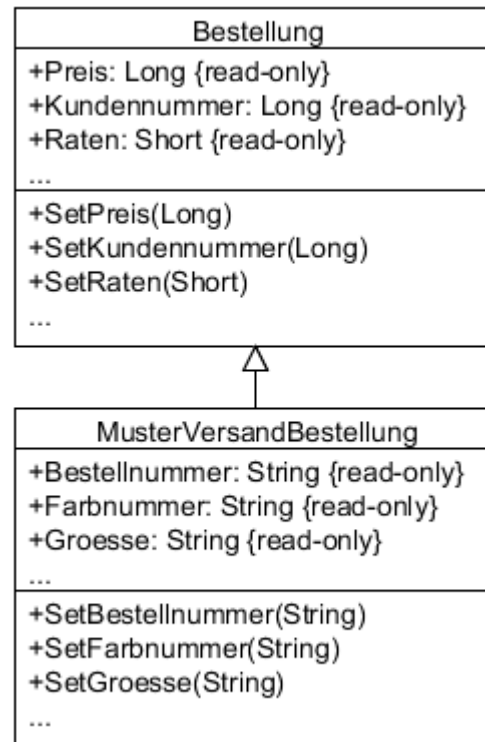 Bestellung
+Preis: Long {read-only}
+Kundennummer: Long {read-only}
+Raten: Short {read-only}
...
+SetPreis(Long)
+SetKundennummer(Long)
+SetRaten(Short)
...
MusterVersandBestellung
+Bestellnummer: String {read-only}
+Farbnummer: String {read-only}
+Groesse: String {read-only}
...
+SetBestellnummer(String)
+SetFarbnummer(String)
+SetGroesse(String)
...